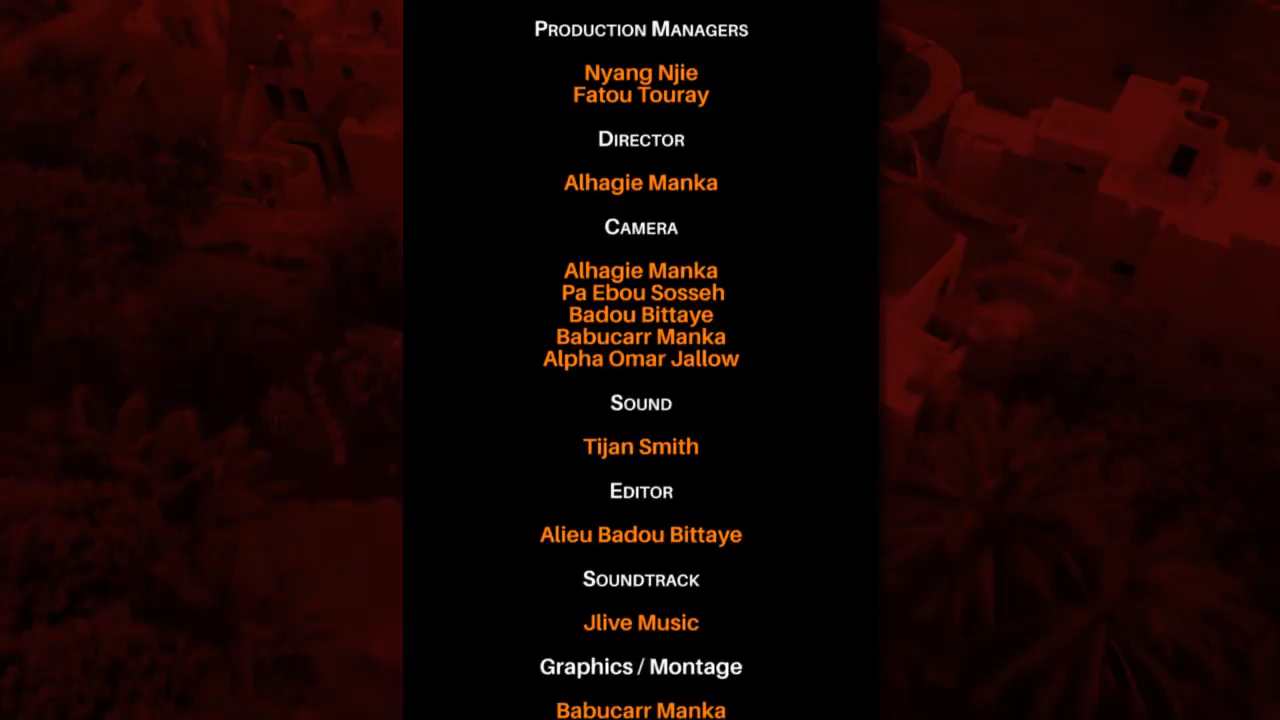 Production Managers
Nyang Njie
Fatou Touray
Director
Alhagie Manka
Camera
Alhagie Manka
Pa Ebou Sosseh
Badou Bittaye
Babucarr Manka
Alpha Omar Jallow
Sound
Tijan Smith
Editor
Alieu Badou Bittaye
Soundtrack
Jlive Music
Graphics / Montage
Babucarr Manka